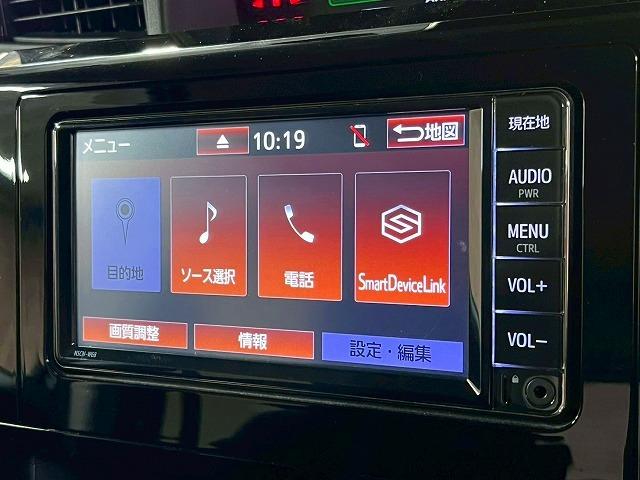 メニュー
10:19
地図
目的地
ソース選択
電話
SmartDeviceLink
画質調整
情報
設定・編集
NSCN-W68
現在地
AUDIO
PWR
MENU
CTRL
VOL+
VOL-